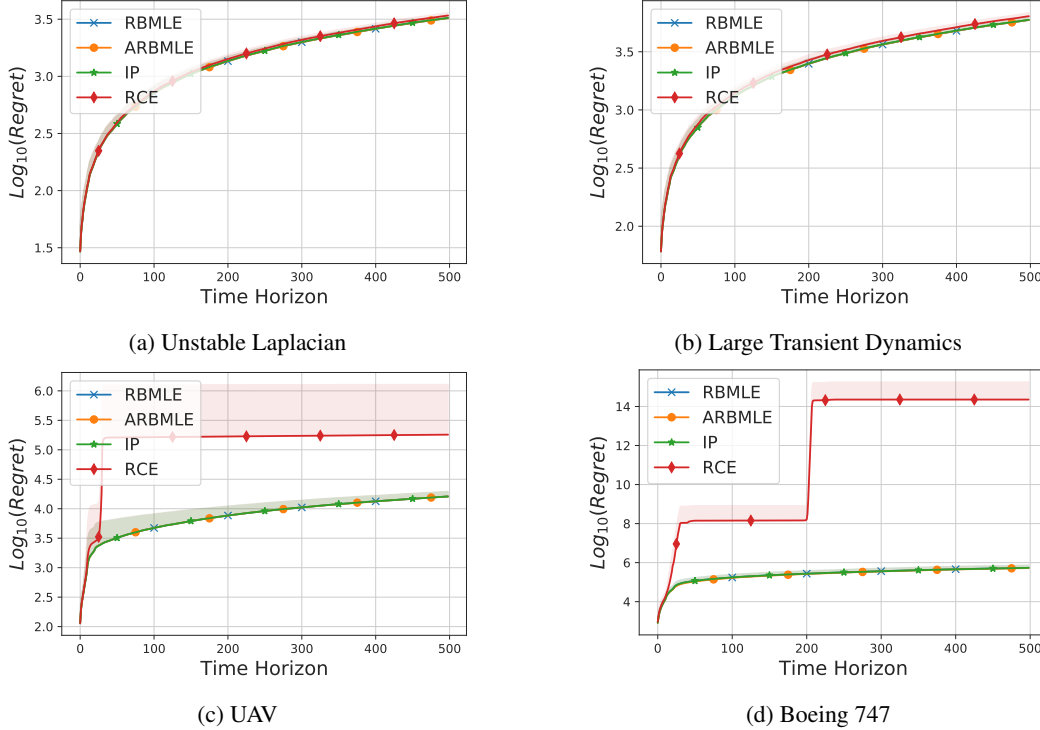 3.5
3.0
2.5
2.0
1.5
Log10(Regret)
RBMLE
ARBMLE
IP
RCE
0 100 200 300 400 500
Time Horizon
(a) Unstable Laplacian
3.5
3.0
2.5
2.0
Log10(Regret)
RBMLE
ARBMLE
IP
RCE
0 100 200 300 400 500
Time Horizon
(b) Large Transient Dynamics
6.0
5.5
5.0
4.5
4.0
3.5
3.0
2.5
2.0
Log10(Regret)
RBMLE
ARBMLE
IP
RCE
0 100 200 300 400 500
Time Horizon
(c) UAV
14
12
10
8
6
4
Log10(Regret)
RBMLE
ARBMLE
IP
RCE
0 100 200 300 400 500
Time Horizon
(d) Boeing 747